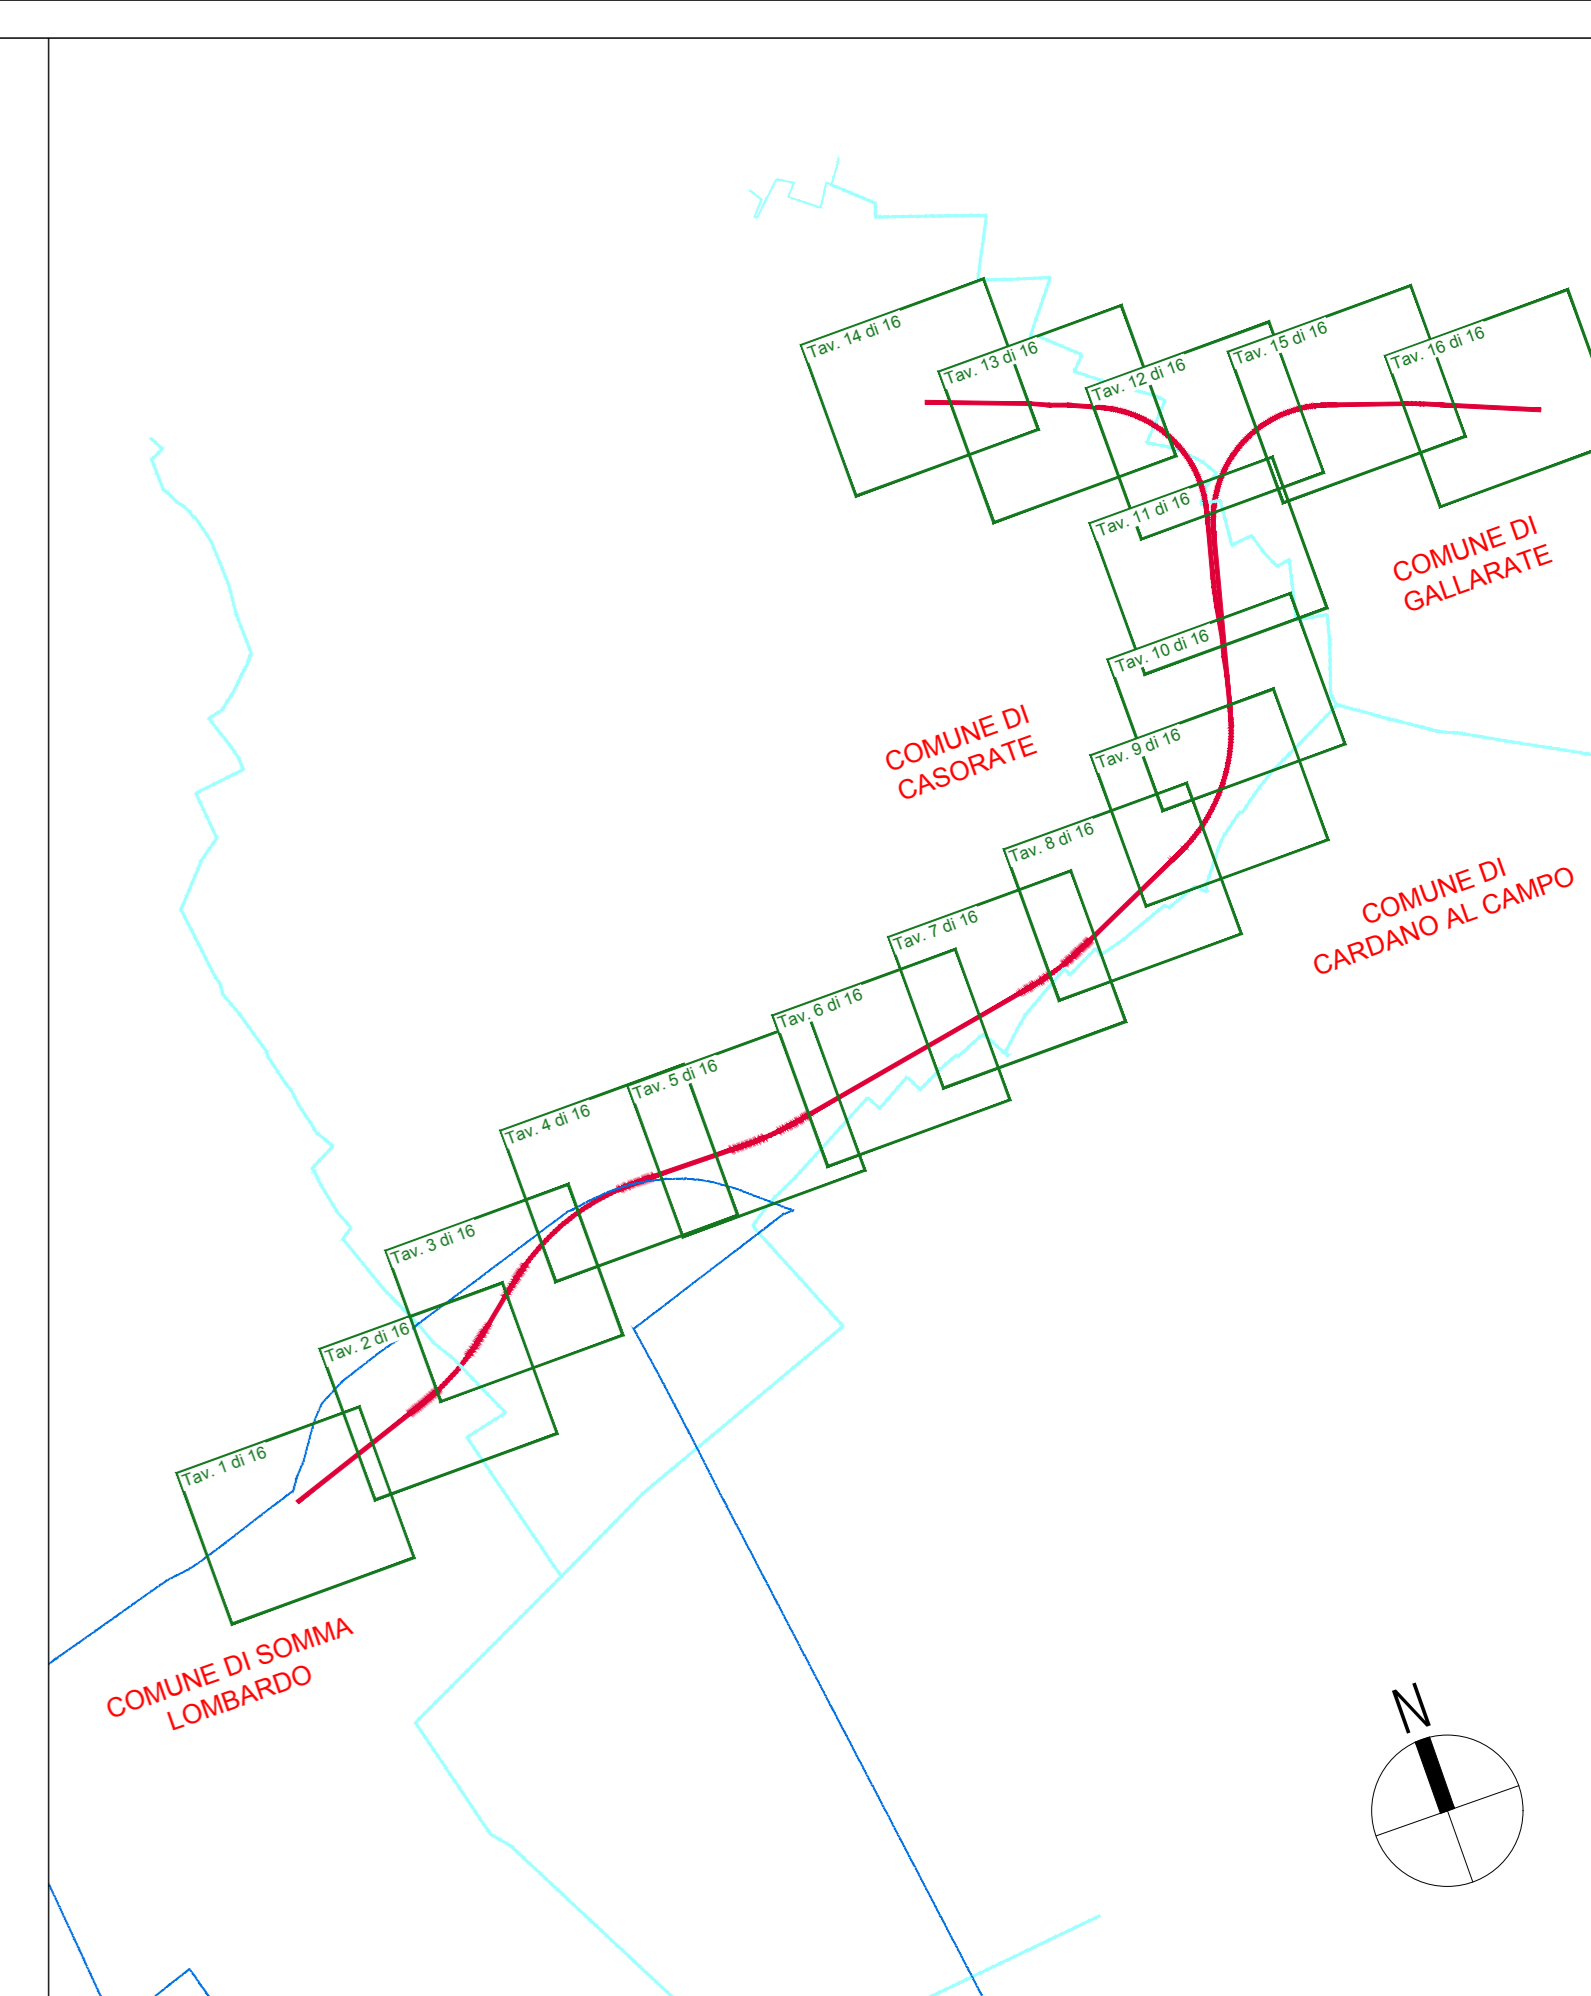 Tav. 14 di 16
Tav. 13 di 16
Tav. 12 di 16
Tav. 15 di 16
Tav. 16 di 16
Tav. 11 di 16
COMUNE DI
GALLARATE
Tav. 10 di 16
COMUNE DI
CASORATE
Tav. 9 di 16
Tav. 8 di 16
COMUNE DI
CARDANO AL CAMPO
Tav. 7 di 16
Tav. 6 di 16
Tav. 5 di 16
Tav. 4 di 16
Tav. 3 di 16
Tav. 2 di 16
Tav. 1 di 16
COMUNE DI SOMMA
LOMBARDO
N